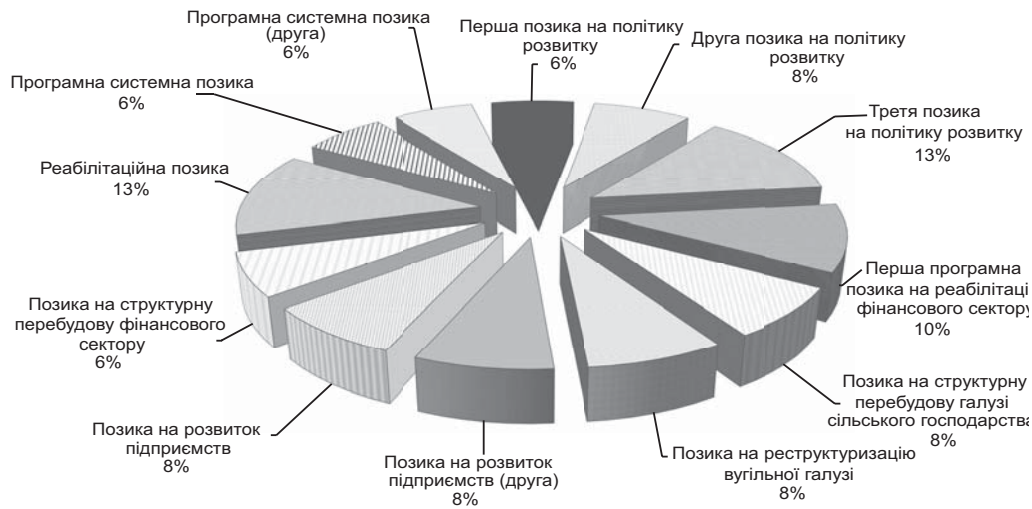 Програмна системна позика
(друга)
6%
Перша позика на політику
розвитку
6%
Друга позика на політику
розвитку
8%
Третя позика
на політику розвитку
13%
Перша програмна
позика на реабілітаці
фінансового сектору
10%
Позика на структурну
перебудову галузі
сільського господарства
8%
Позика на реструктуризацію
вугільної галузі
8%
Позика на розвиток
підприємств (друга)
8%
Позика на розвиток
підприємств
8%
Позика на структурну
перебудову фінансового
сектору
6%
Реабілітаційна позика
13%
Програмна системна позика
6%